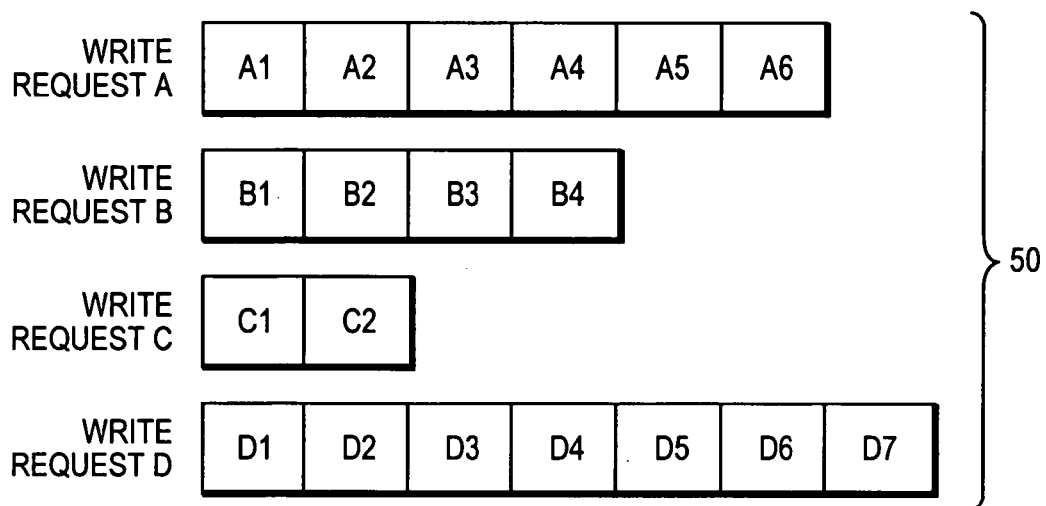 WRITE
REQUEST A
A1 A2 A3 A4 A5 A6
WRITE
REQUEST B
B1 B2 B3 B4
50
WRITE
REQUEST C
C1 C2
WRITE
REQUEST D
D1 D2 D3 D4 D5 D6 D7